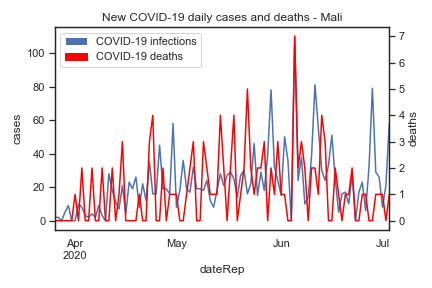 New COVID-19 daily cases and deaths - Mali
COVID-19 infections
COVID-19 deaths
cases
100
80
60
40
20
0
deaths
7
6
5
4
3
2
1
0
Apr
2020
May
Jun
Jul
dateRep